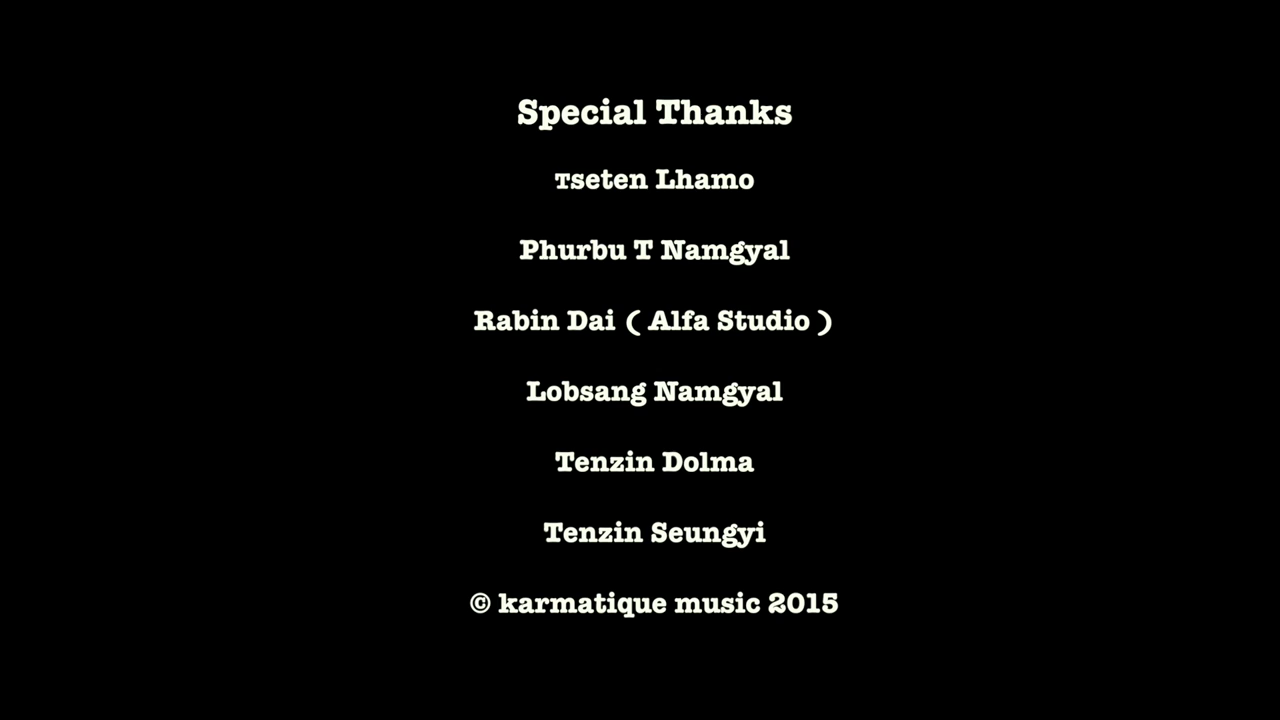 Special Thanks
Tseten Lhamo
Phurbu T Namgyal
Rabin Dai ( Alfa Studio )
Lobsang Namgyal
Tenzin Dolma
Tenzin Seungyi
© karmatique music 2015